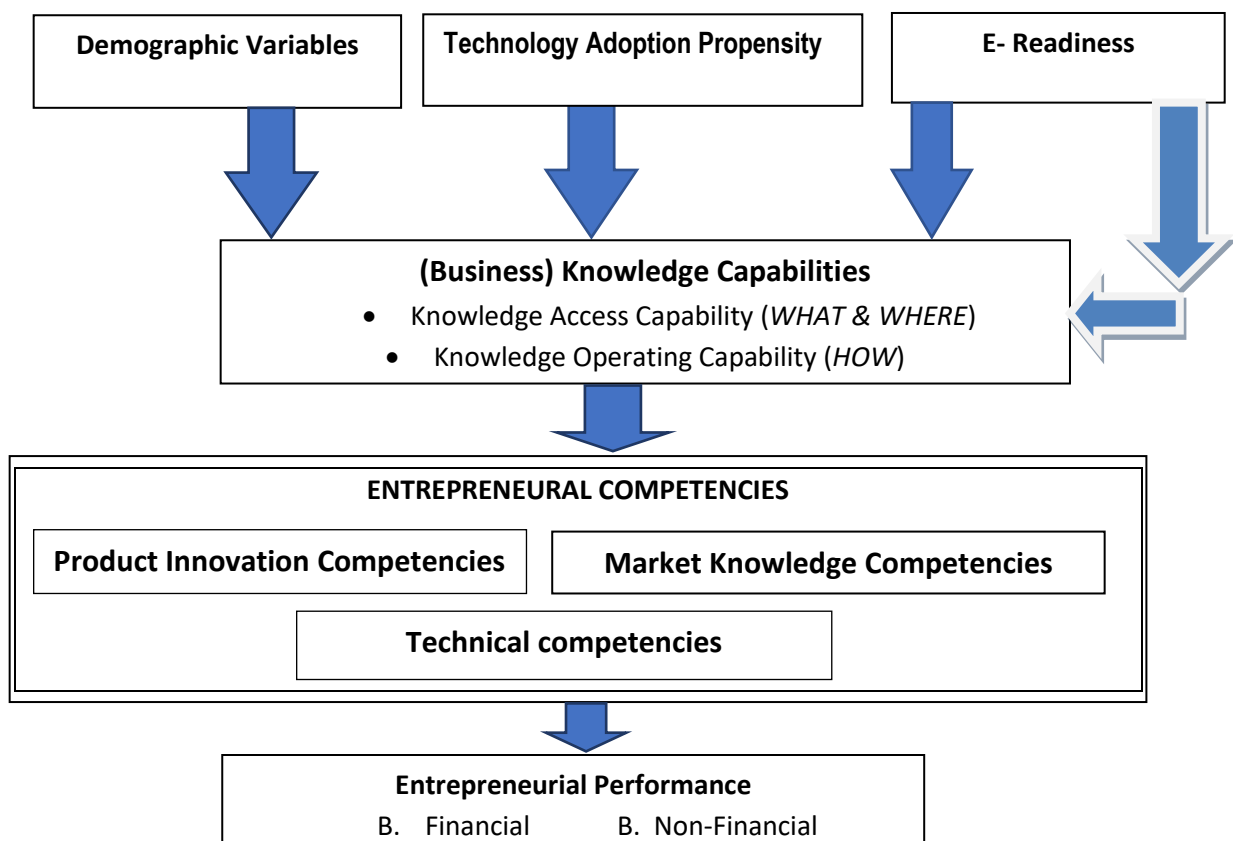 Demographic Variables
Technology Adoption Propensity
E- Readiness
(Business) Knowledge Capabilities
• Knowledge Access Capability (WHAT & WHERE)
• Knowledge Operating Capability (HOW)
ENTREPRENEURAL COMPETENCIES
Product Innovation Competencies
Market Knowledge Competencies
Technical competencies
Entrepreneurial Performance
B. Financial B. Non-Financial